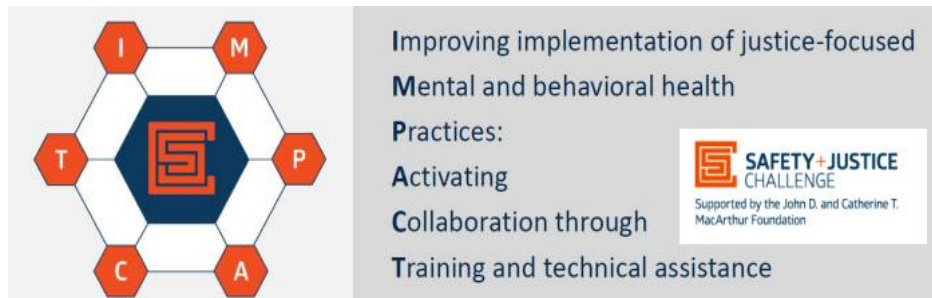 I
M
T
P
C
A
Improving implementation of justice-focused
Mental and behavioral health
Practices:
Activating
Collaboration through
Training and technical assistance
SAFETY+JUSTICE
CHALLENGE
Supported by the John D. and Catherine T.
MacArthur Foundation